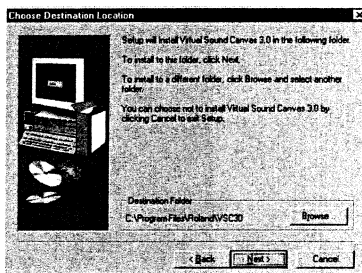 Choose Destination Location
Setup will install Virtual Sound Canvas 3.0 in the following folder.
To install to this folder, click Next.
To install to a different folder, click Browse and select another
folder.
You can choose not to install Virtual Sound Canvas 3.0 by
clicking Cancel to exit Setup.
Destination Folder
C:\Program Files\Roland\VSC30
Browse...
< Back
Next >
Cancel